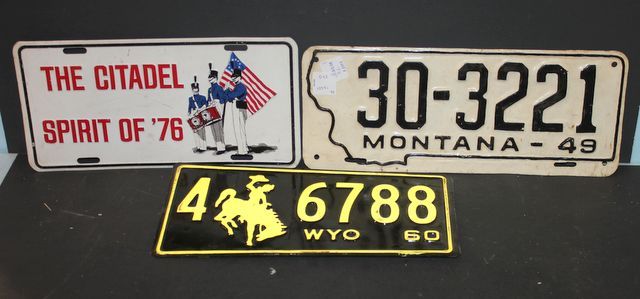 THE CITADEL
SPIRIT OF '76
30-3221
MONTANA - 49
4 6788
WYO 60